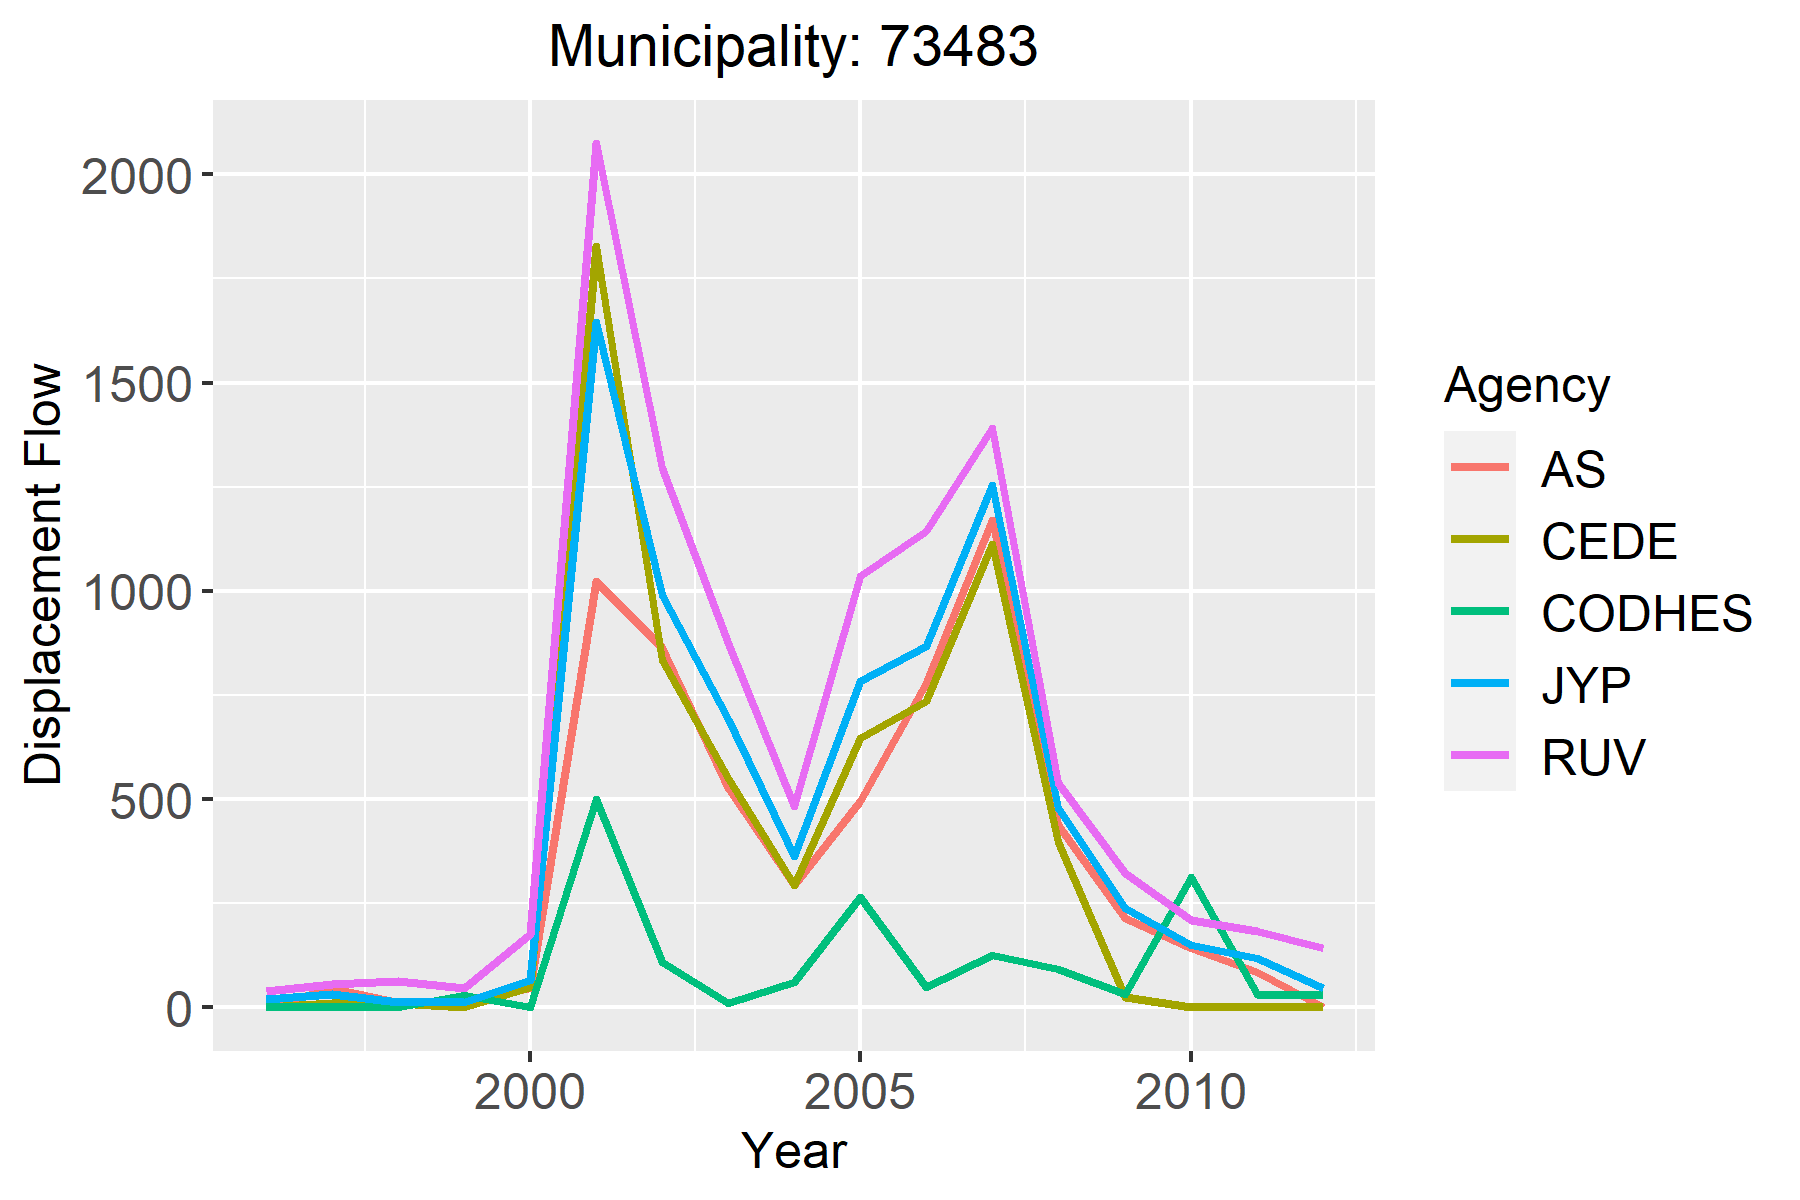 Municipality: 73483
Displacement Flow
2000
1500
1000
500
0
2000 2005 2010
Year
Agency
AS
CEDE
CODHES
JYP
RUV